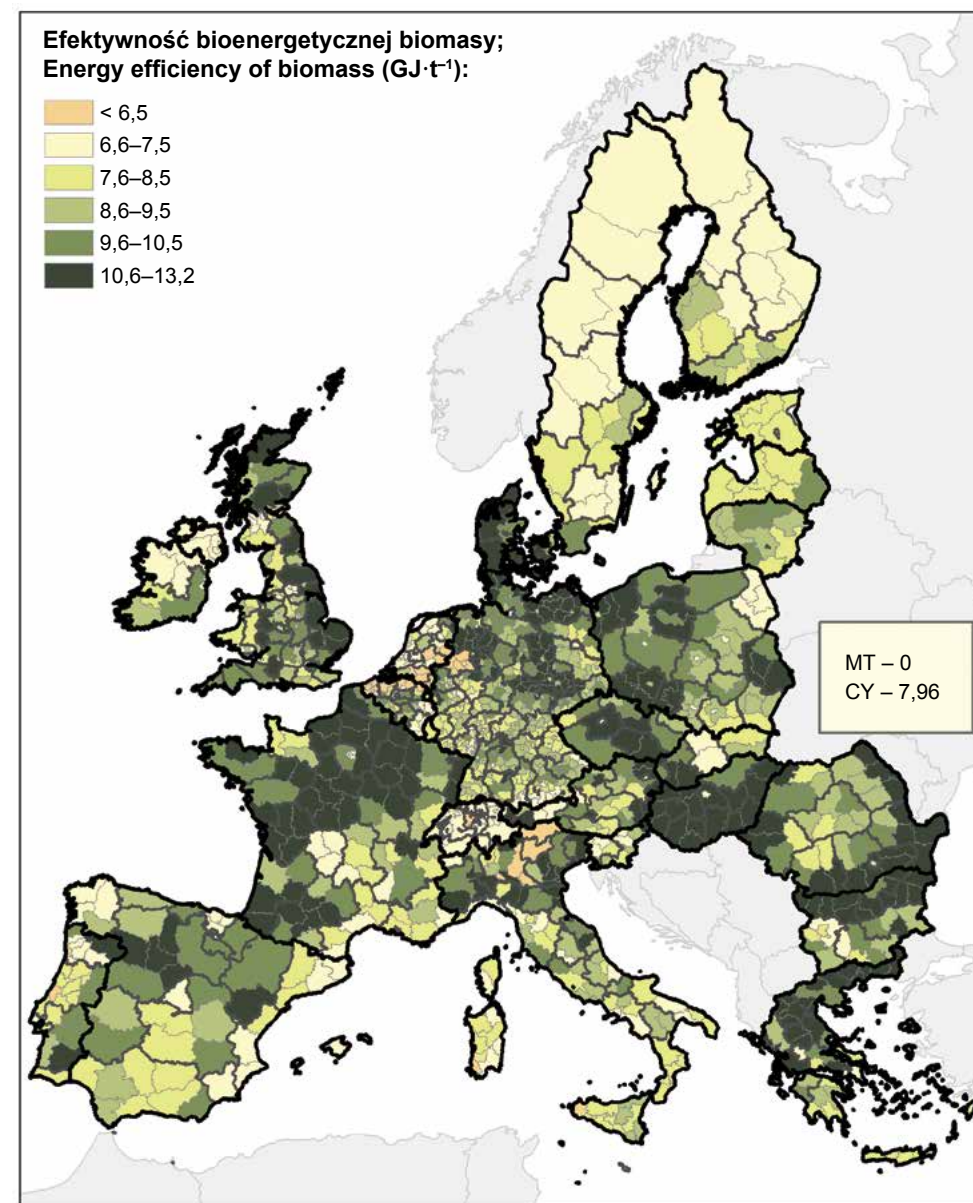 Efektywność bioenergetycznej biomasy;
Energy efficiency of biomass (GJ·t⁻¹):
< 6,5
6,6–7,5
7,6–8,5
8,6–9,5
9,6–10,5
10,6–13,2
MT – 0
CY – 7,96